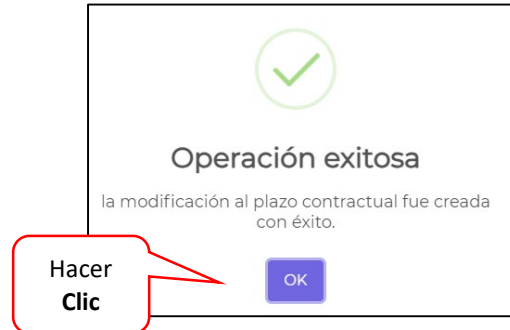 Operación exitosa
la modificación al plazo contractual fue creada
con éxito.
Hacer
Clic
OK